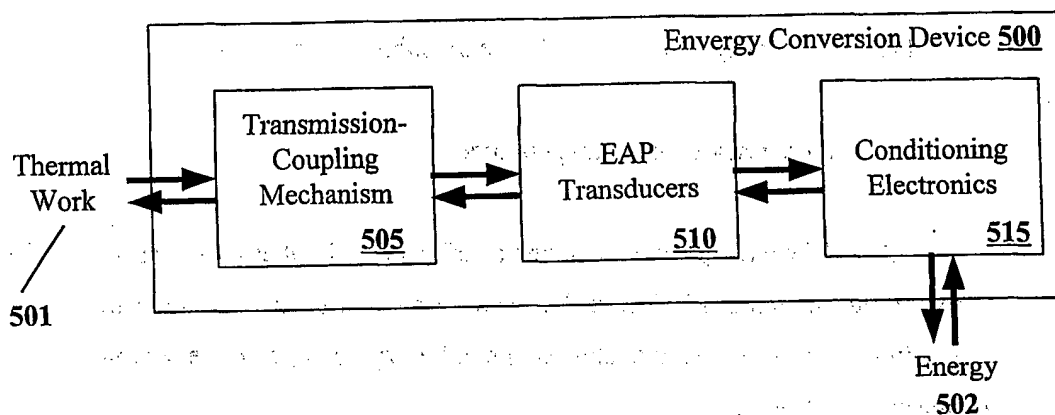 Envergy Conversion Device 500
Transmission-
Coupling
Mechanism
505
EAP
Transducers
510
Conditioning
Electronics
515
Thermal
Work
501
Energy
502